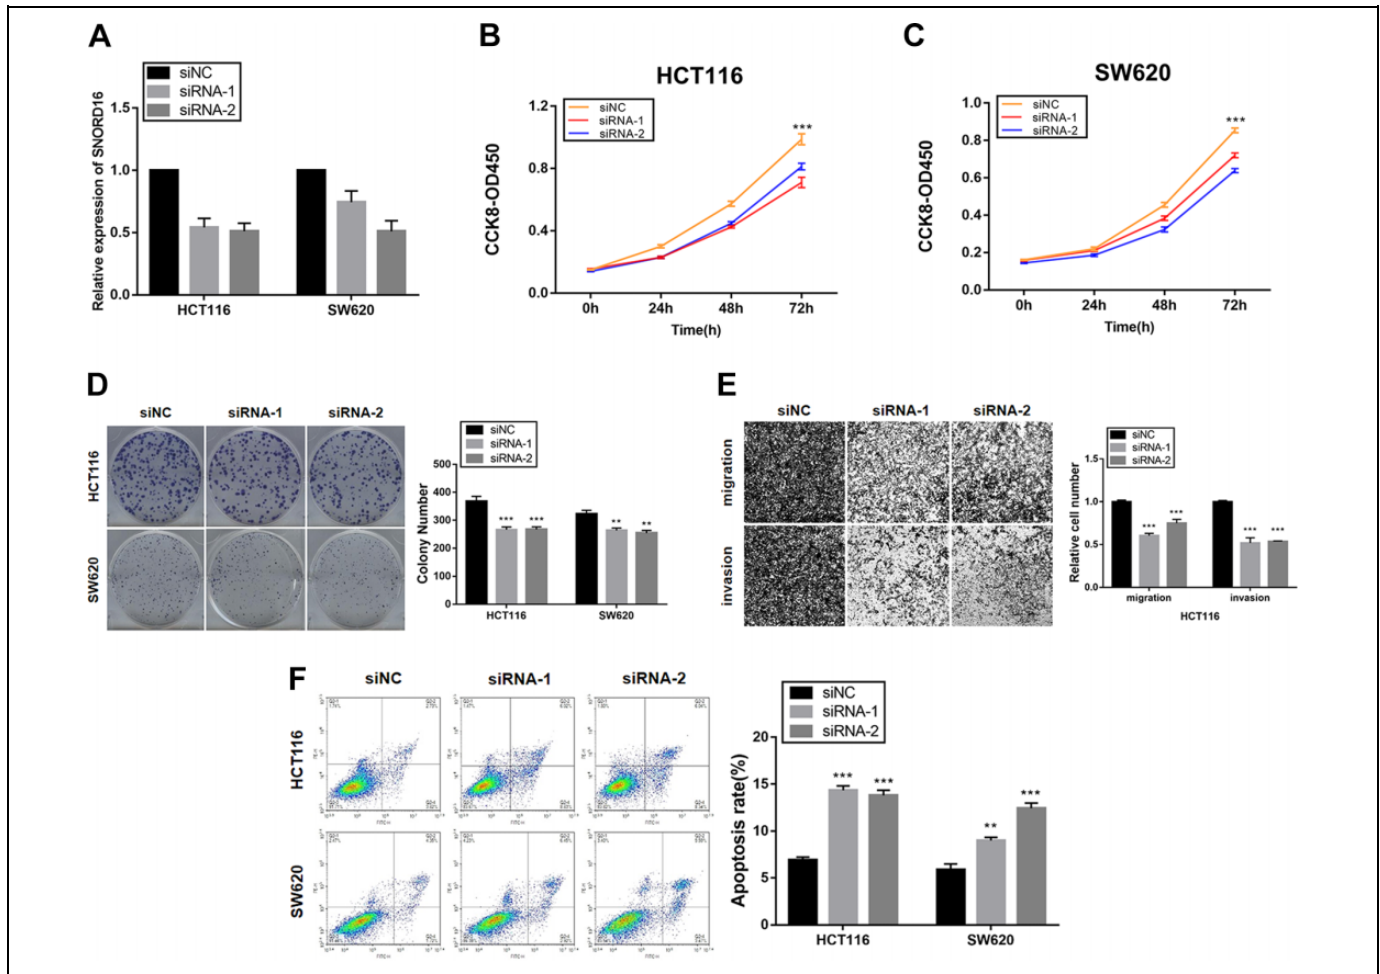 A
siNC
siRNA-1
siRNA-2
Relative expression of SNORD16
1.5
1.0
0.5
0.0
HCT116
SW620
B
HCT116
siNC
siRNA-1
siRNA-2
CCK8-OD450
1.2
0.8
0.4
0.0
***
0h
24h
48h
72h
Time(h)
C
SW620
siNC
siRNA-1
siRNA-2
CCK8-OD450
1.0
0.8
0.6
0.4
0.2
0.0
***
0h
24h
48h
72h
Time(h)
D
siNC
siRNA-1
siRNA-2
HCT116
SW620
siNC
siRNA-1
siRNA-2
Colony Number
500
400
300
200
100
0
*** ***
** **
HCT116
SW620
E
siNC
siRNA-1
siRNA-2
migration
invasion
siNC
siRNA-1
siRNA-2
Relative cell number
1.5
1.0
0.5
0.0
*** ***
*** ***
migration
invasion
HCT116
F
siNC
siRNA-1
siRNA-2
HCT116
SW620
siNC
siRNA-1
siRNA-2
Apoptosis rate(%)
20
15
10
5
0
*** ***
** ***
HCT116
SW620